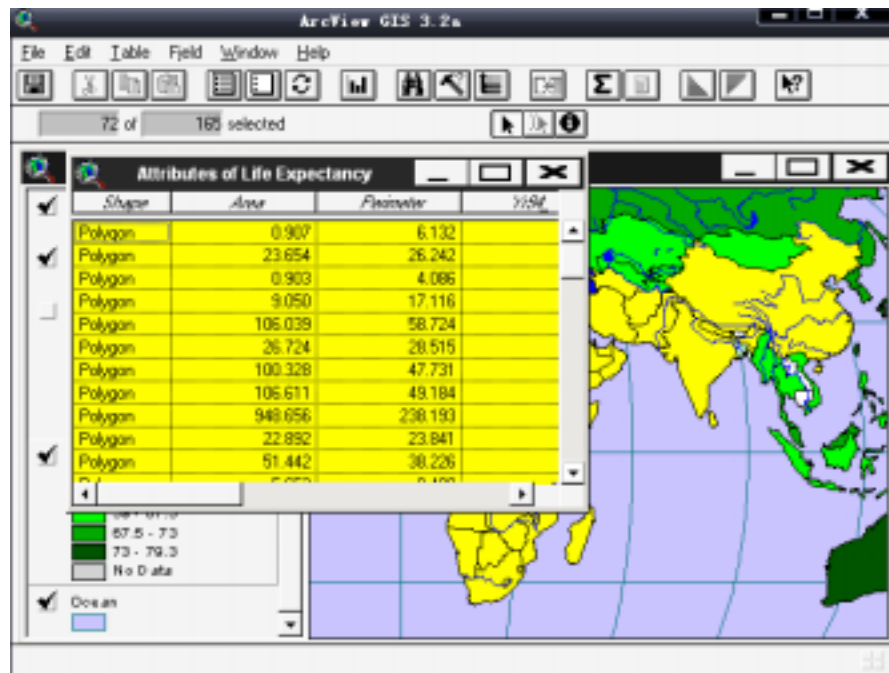 ArcView GIS 3.2a
File Edit Table Field Window Help
72 of 165 selected
Attributes of Life Expectancy
Shape Area Perimeter
Polygon 0.907 6.132
Polygon 23.654 26.242
Polygon 0.903 4.086
Polygon 9.050 17.116
Polygon 106.039 58.724
Polygon 26.724 28.515
Polygon 100.328 47.731
Polygon 106.611 49.184
Polygon 948.656 238.193
Polygon 22.892 23.841
Polygon 51.442 38.226
67.5 - 73
73 - 79.3
No Data
Ocean